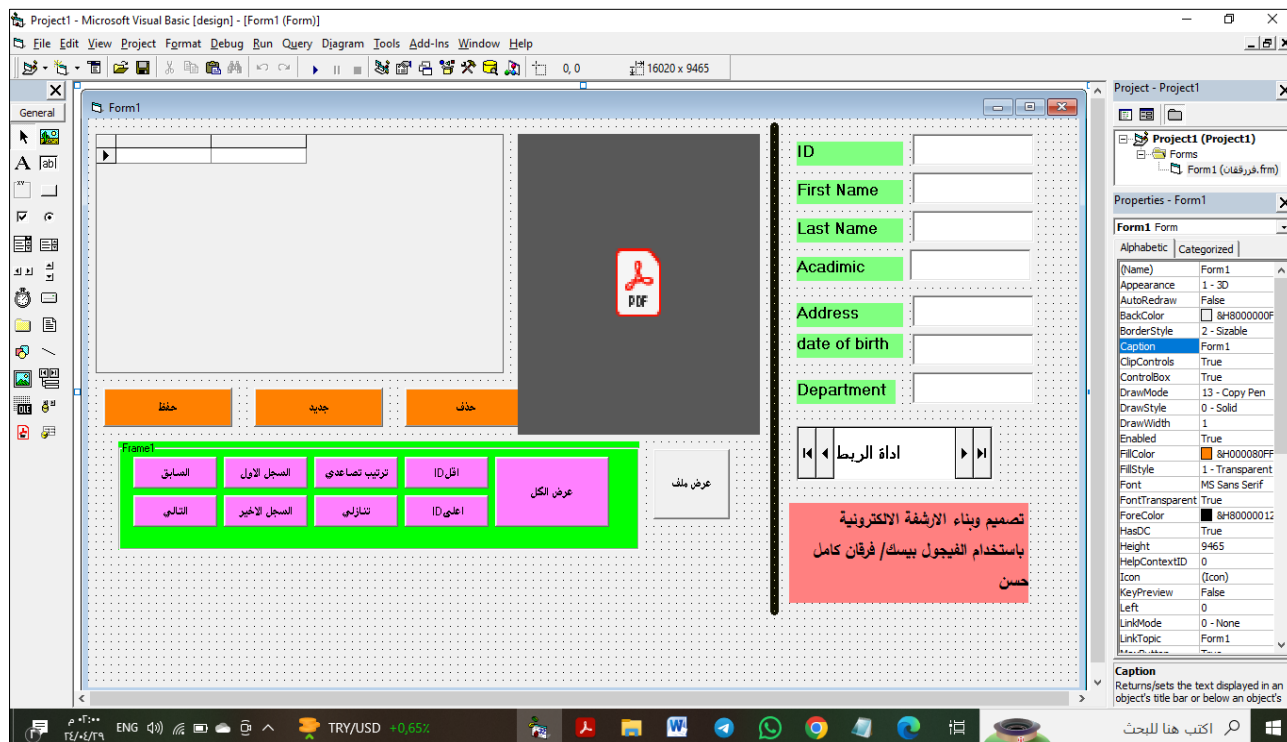 Project1 - Microsoft Visual Basic [design] - [Form1 (Form)]
File Edit View Project Format Debug Run Query Diagram Tools Add-Ins Window Help
0, 0
16020 x 9465
General
Form1
ID
First Name
Last Name
Acadimic
Address
date of birth
Department
PDF
حفظ
جديد
حذف
Frame1
السابق
السجل الاول
ترتيب تصاعدي
اقل ID
عرض الكل
التالي
السجل الاخير
تنازلي
اعلى ID
عرض ملف
اداة الربط
تصميم وبناء الارشفة الالكترونية
باستخدام الفيجول بيسك/ فرقان كامل
حسن
Project - Project1
Project1 (Project1)
Forms
Form1 (فررقفان.frm)
Properties - Form1
Form1 Form
Alphabetic Categorized
(Name) Form1
Appearance 1 - 3D
AutoRedraw False
BackColor &H8000000F
BorderStyle 2 - Sizable
Caption Form1
ClipControls True
ControlBox True
DrawMode 13 - Copy Pen
DrawStyle 0 - Solid
DrawWidth 1
Enabled True
FillColor &H000080FF
FillStyle 1 - Transparent
Font MS Sans Serif
FontTransparent True
ForeColor &H80000012
HasDC True
Height 9465
HelpContextID 0
Icon (Icon)
KeyPreview False
Left 0
LinkMode 0 - None
LinkTopic Form1
Caption
Returns/sets the text displayed in an
object's title bar or below an object's
ENG
TRY/USD +0,65%
اكتب هنا للبحث